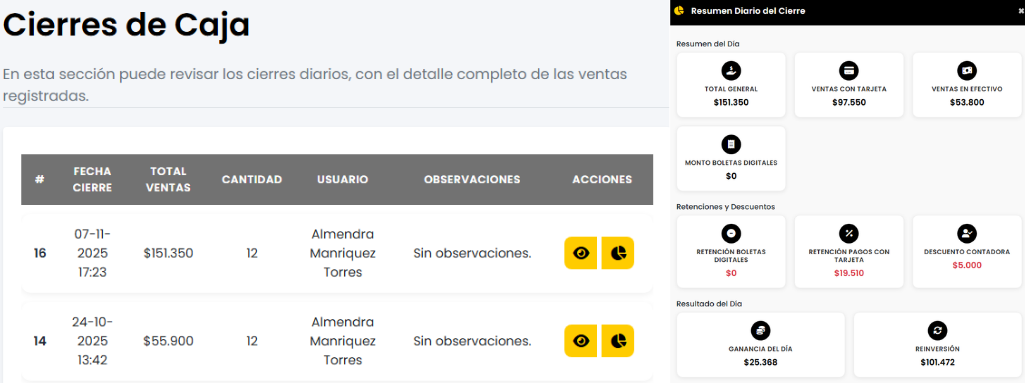 Cierres de Caja
En esta sección puede revisar los cierres diarios, con el detalle completo de las ventas
registradas.
# FECHA CIERRE TOTAL VENTAS CANTIDAD USUARIO OBSERVACIONES ACCIONES
16 07-11-2025 17:23 $151.350 12 Almendra Manriquez Torres Sin observaciones.
14 24-10-2025 13:42 $55.900 12 Almendra Manriquez Torres Sin observaciones.
Resumen Diario del Cierre
Resumen del Día
TOTAL GENERAL
$151.350
VENTAS CON TARJETA
$97.550
VENTAS EN EFECTIVO
$53.800
MONTO BOLETAS DIGITALES
$0
Retenciones y Descuentos
RETENCIÓN BOLETAS
DIGITALES
$0
RETENCIÓN PAGOS CON
TARJETA
$19.510
DESCUENTO CONTADORA
$5.000
Resultado del Día
GANANCIA DEL DÍA
$25.368
REINVERSIÓN
$101.472